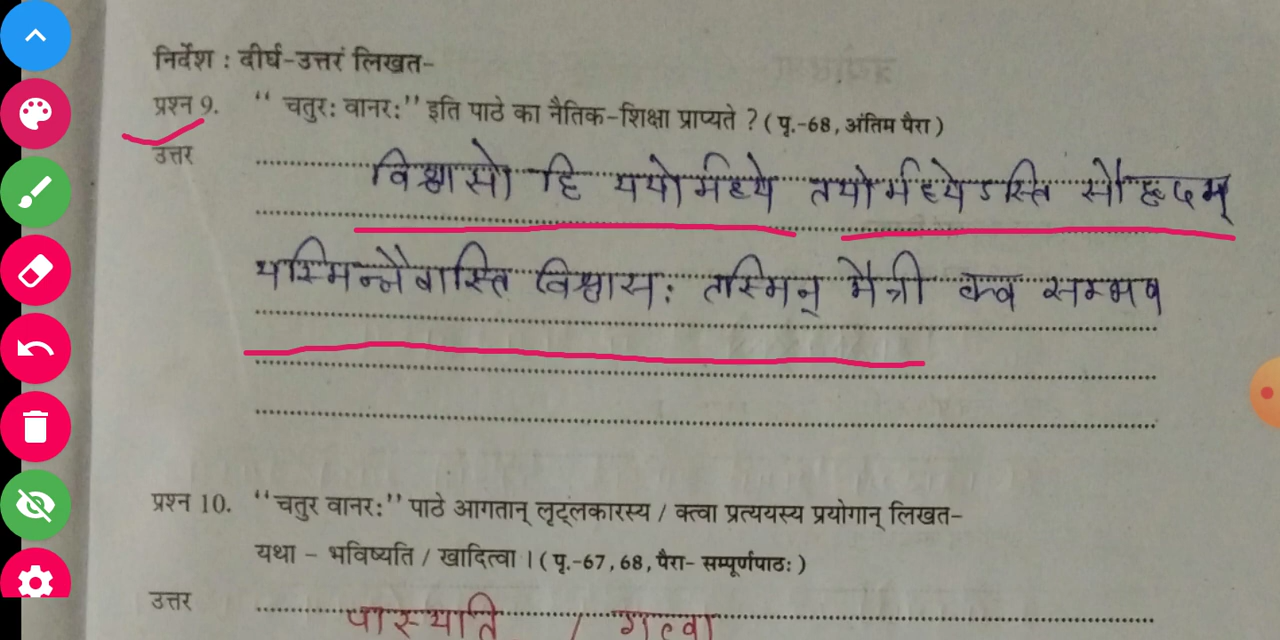 निर्देश : दीर्घ-उत्तरं लिखत-
प्रश्न 9. “ चतुर: वानर:” इति पाठे का नैतिक-शिक्षा प्राप्यते ? ( पृ.-68, अंतिम पैरा )
उत्तर
विश्वासो हि ययोर्मध्ये तयोर्मध्येऽस्ति सौहृदम्
यस्मिन्नैवास्ति विश्वास: तस्मिन् मैत्री क्व सम्भव
प्रश्न 10. “चतुर वानर:” पाठे आगतान् लृट्लकारस्य / क्त्वा प्रत्ययस्य प्रयोगान् लिखत-
यथा - भविष्यति / खादित्वा । ( पृ.-67, 68, पैरा- सम्पूर्णपाठ: )
उत्तर पास्यति / गत्वा